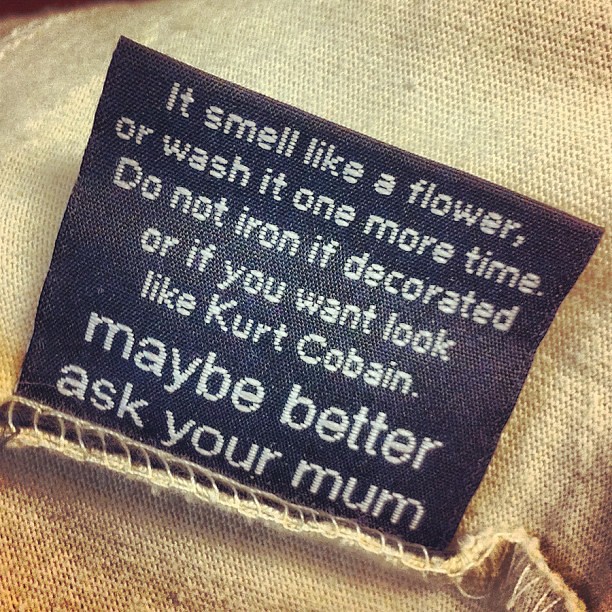 It smell like a flower,
or wash it one more time.
Do not iron if decorated
or if you want look
like Kurt Cobain.
maybe better
ask your mum